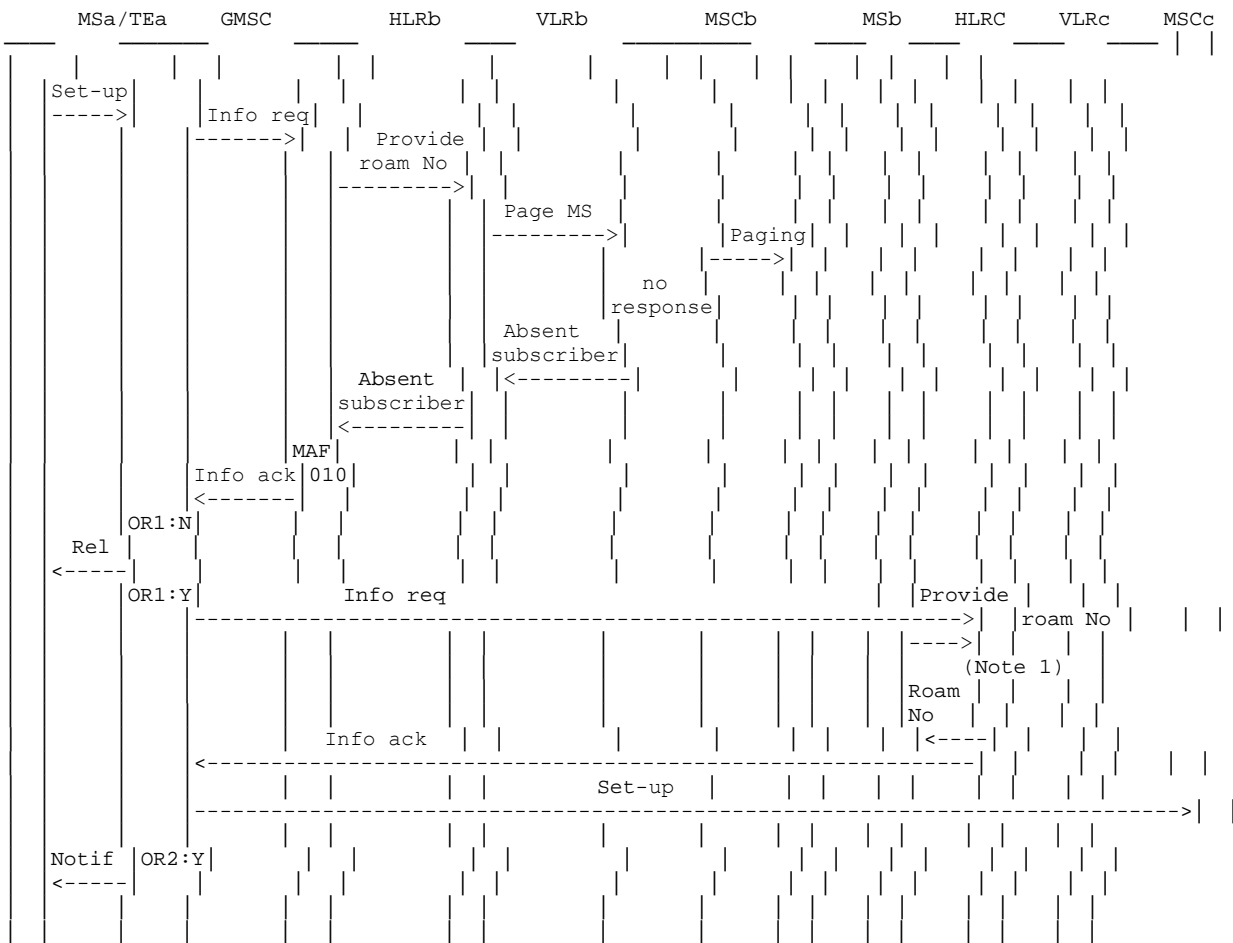 MSa/TEa GMSC HLRb VLRb MSCb MSb HLRC VLRc MSCc
Set-up
----->
Info req
------->
Provide
roam No
--------->
Page MS
--------->
Paging
----->
no
response
Absent
subscriber
Absent <---------
subscriber
<---------
MAF
Info ack 010
<-------
OR1:N
Rel
<-----
OR1:Y Info req Provide
-------------------------------------------------------------> roam No
---->
(Note 1)
Roam
No
Info ack <----
<-------------------------------------------------------------
Set-up
------------------------------------------------------------------------------>
Notif OR2:Y
<-----